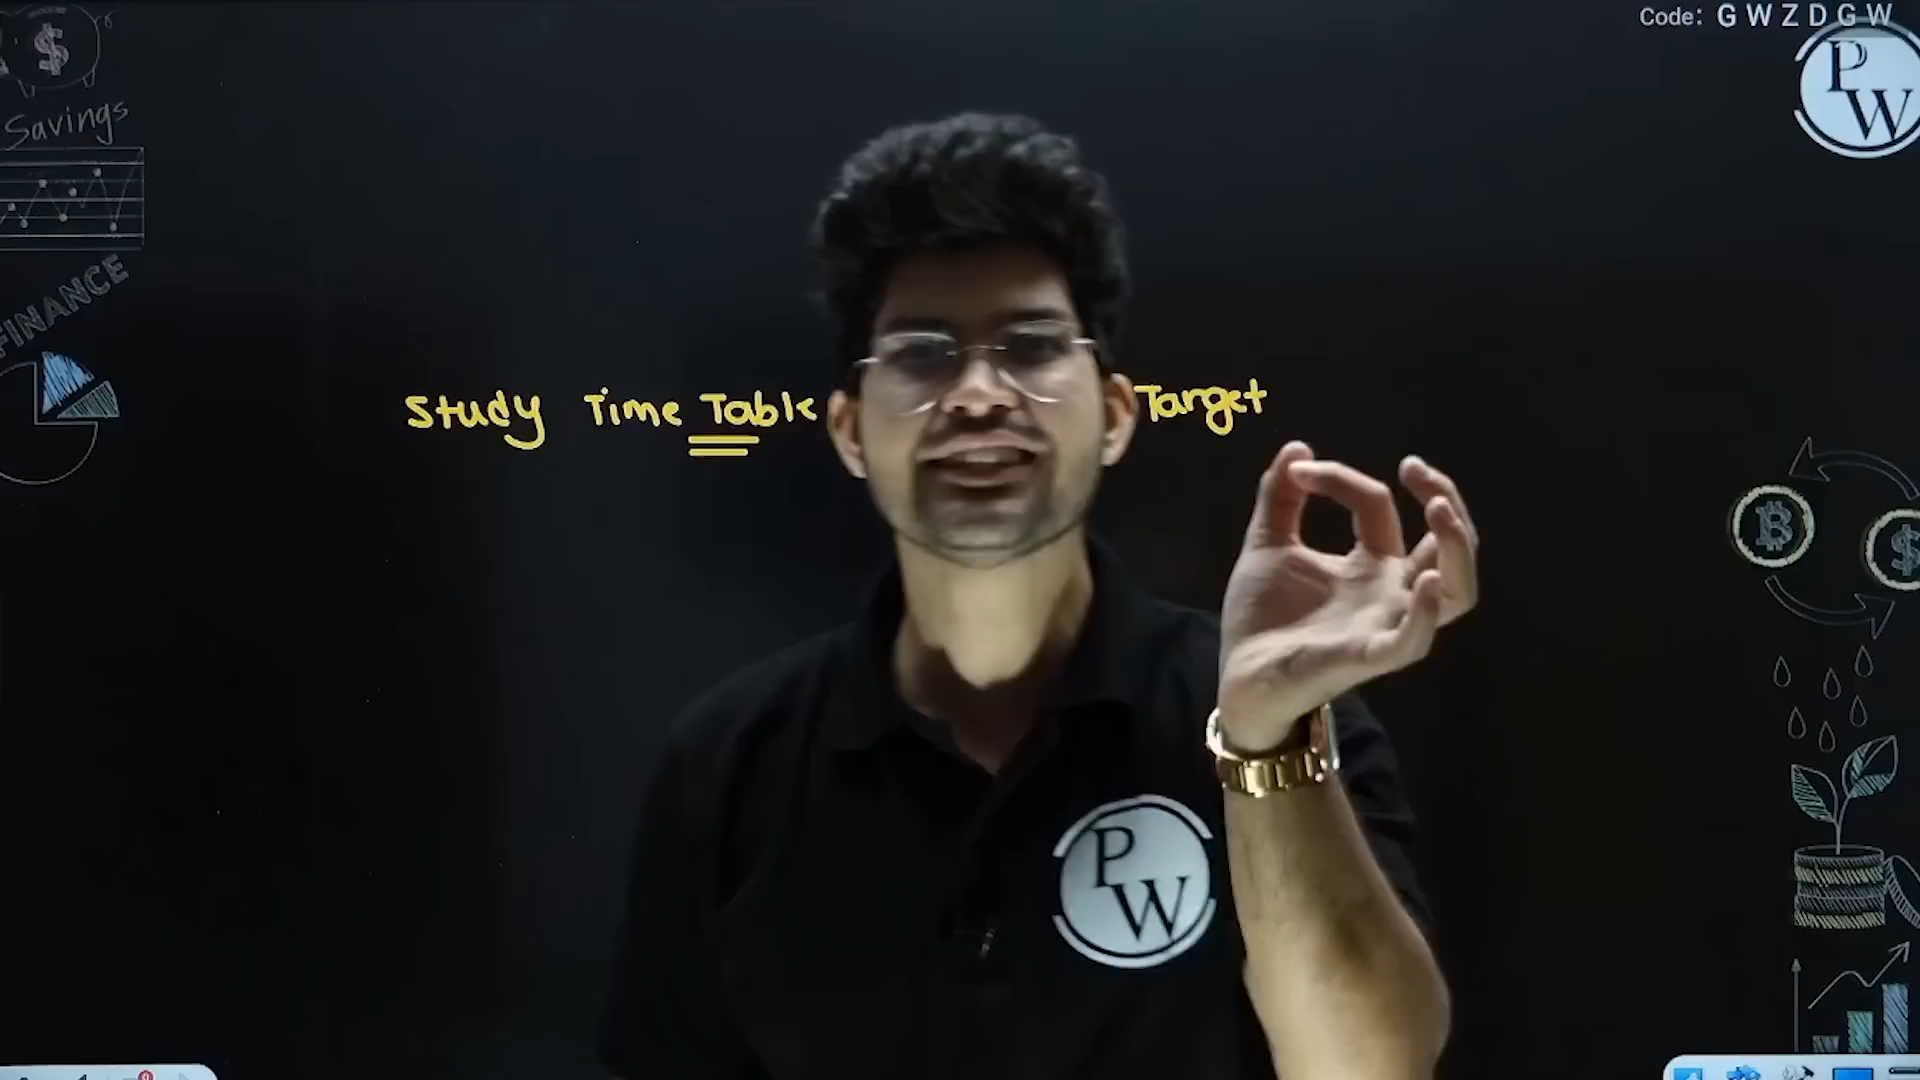 Code: GWZDGW
PW
Savings
FINANCE
Study Time Table Target
PW